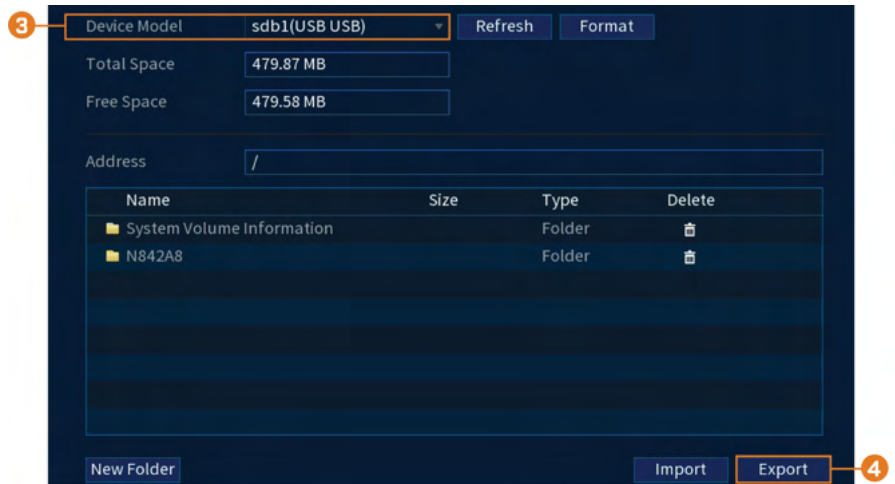 3 Device Model sdb1(USB USB) Refresh Format
Total Space 479.87 MB
Free Space 479.58 MB
Address /
Name Size Type Delete
System Volume Information Folder
N842A8 Folder
New Folder Import Export 4